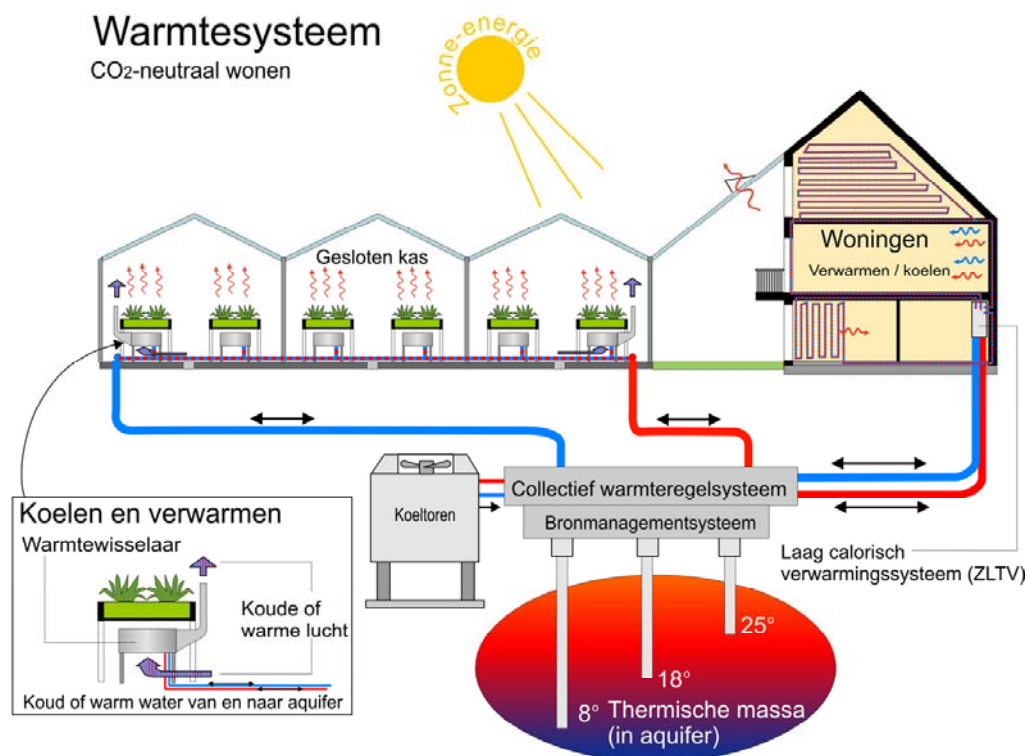 Warmtesysteem
CO2-neutraal wonen
Zonne-energie
Gesloten kas
Woningen
Verwarmen / koelen
Koeltoren
Collectief warmteregelsysteem
Bronmanagementsysteem
Laag calorisch
verwarmingssysteem (ZLTV)
25°
18°
8° Thermische massa
(in aquifer)
Koelen en verwarmen
Warmtewisselaar
Koude of
warme lucht
Koud of warm water van en naar aquifer